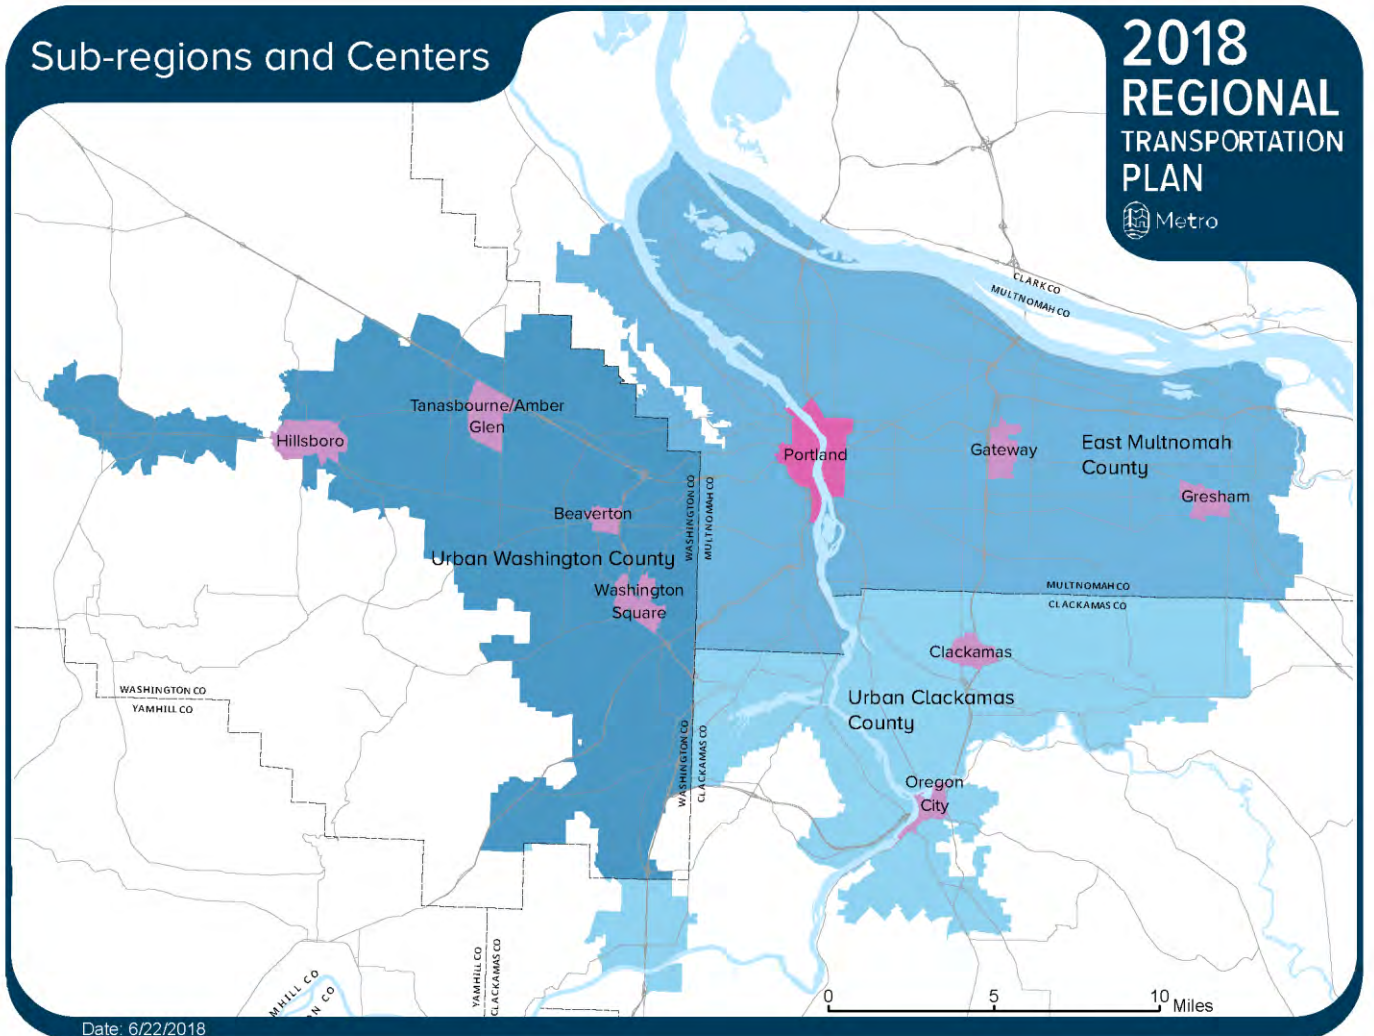 Sub-regions and Centers
2018
REGIONAL
TRANSPORTATION
PLAN
Metro
CLARK CO
MULTNOMAH CO
Tanasbourne/Amber
Glen
Hillsboro
Portland
Gateway
East Multnomah
County
Gresham
Beaverton
WASHINGTON CO
MULTNOMAH CO
Urban Washington County
Washington
Square
MULTNOMAH CO
CLACKAMAS CO
Clackamas
WASHINGTON CO
YAMHILL CO
Urban Clackamas
County
WASHINGTON CO
CLACKAMAS CO
Oregon
City
YAMHILL CO
CLACKAMAS CO
MHILL CO
N CO
0 5 10 Miles
Date: 6/22/2018